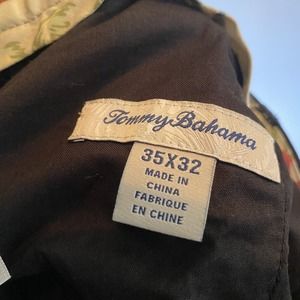 Tommy Bahama
35X32
MADE IN
CHINA
FABRIQUE
EN CHINE